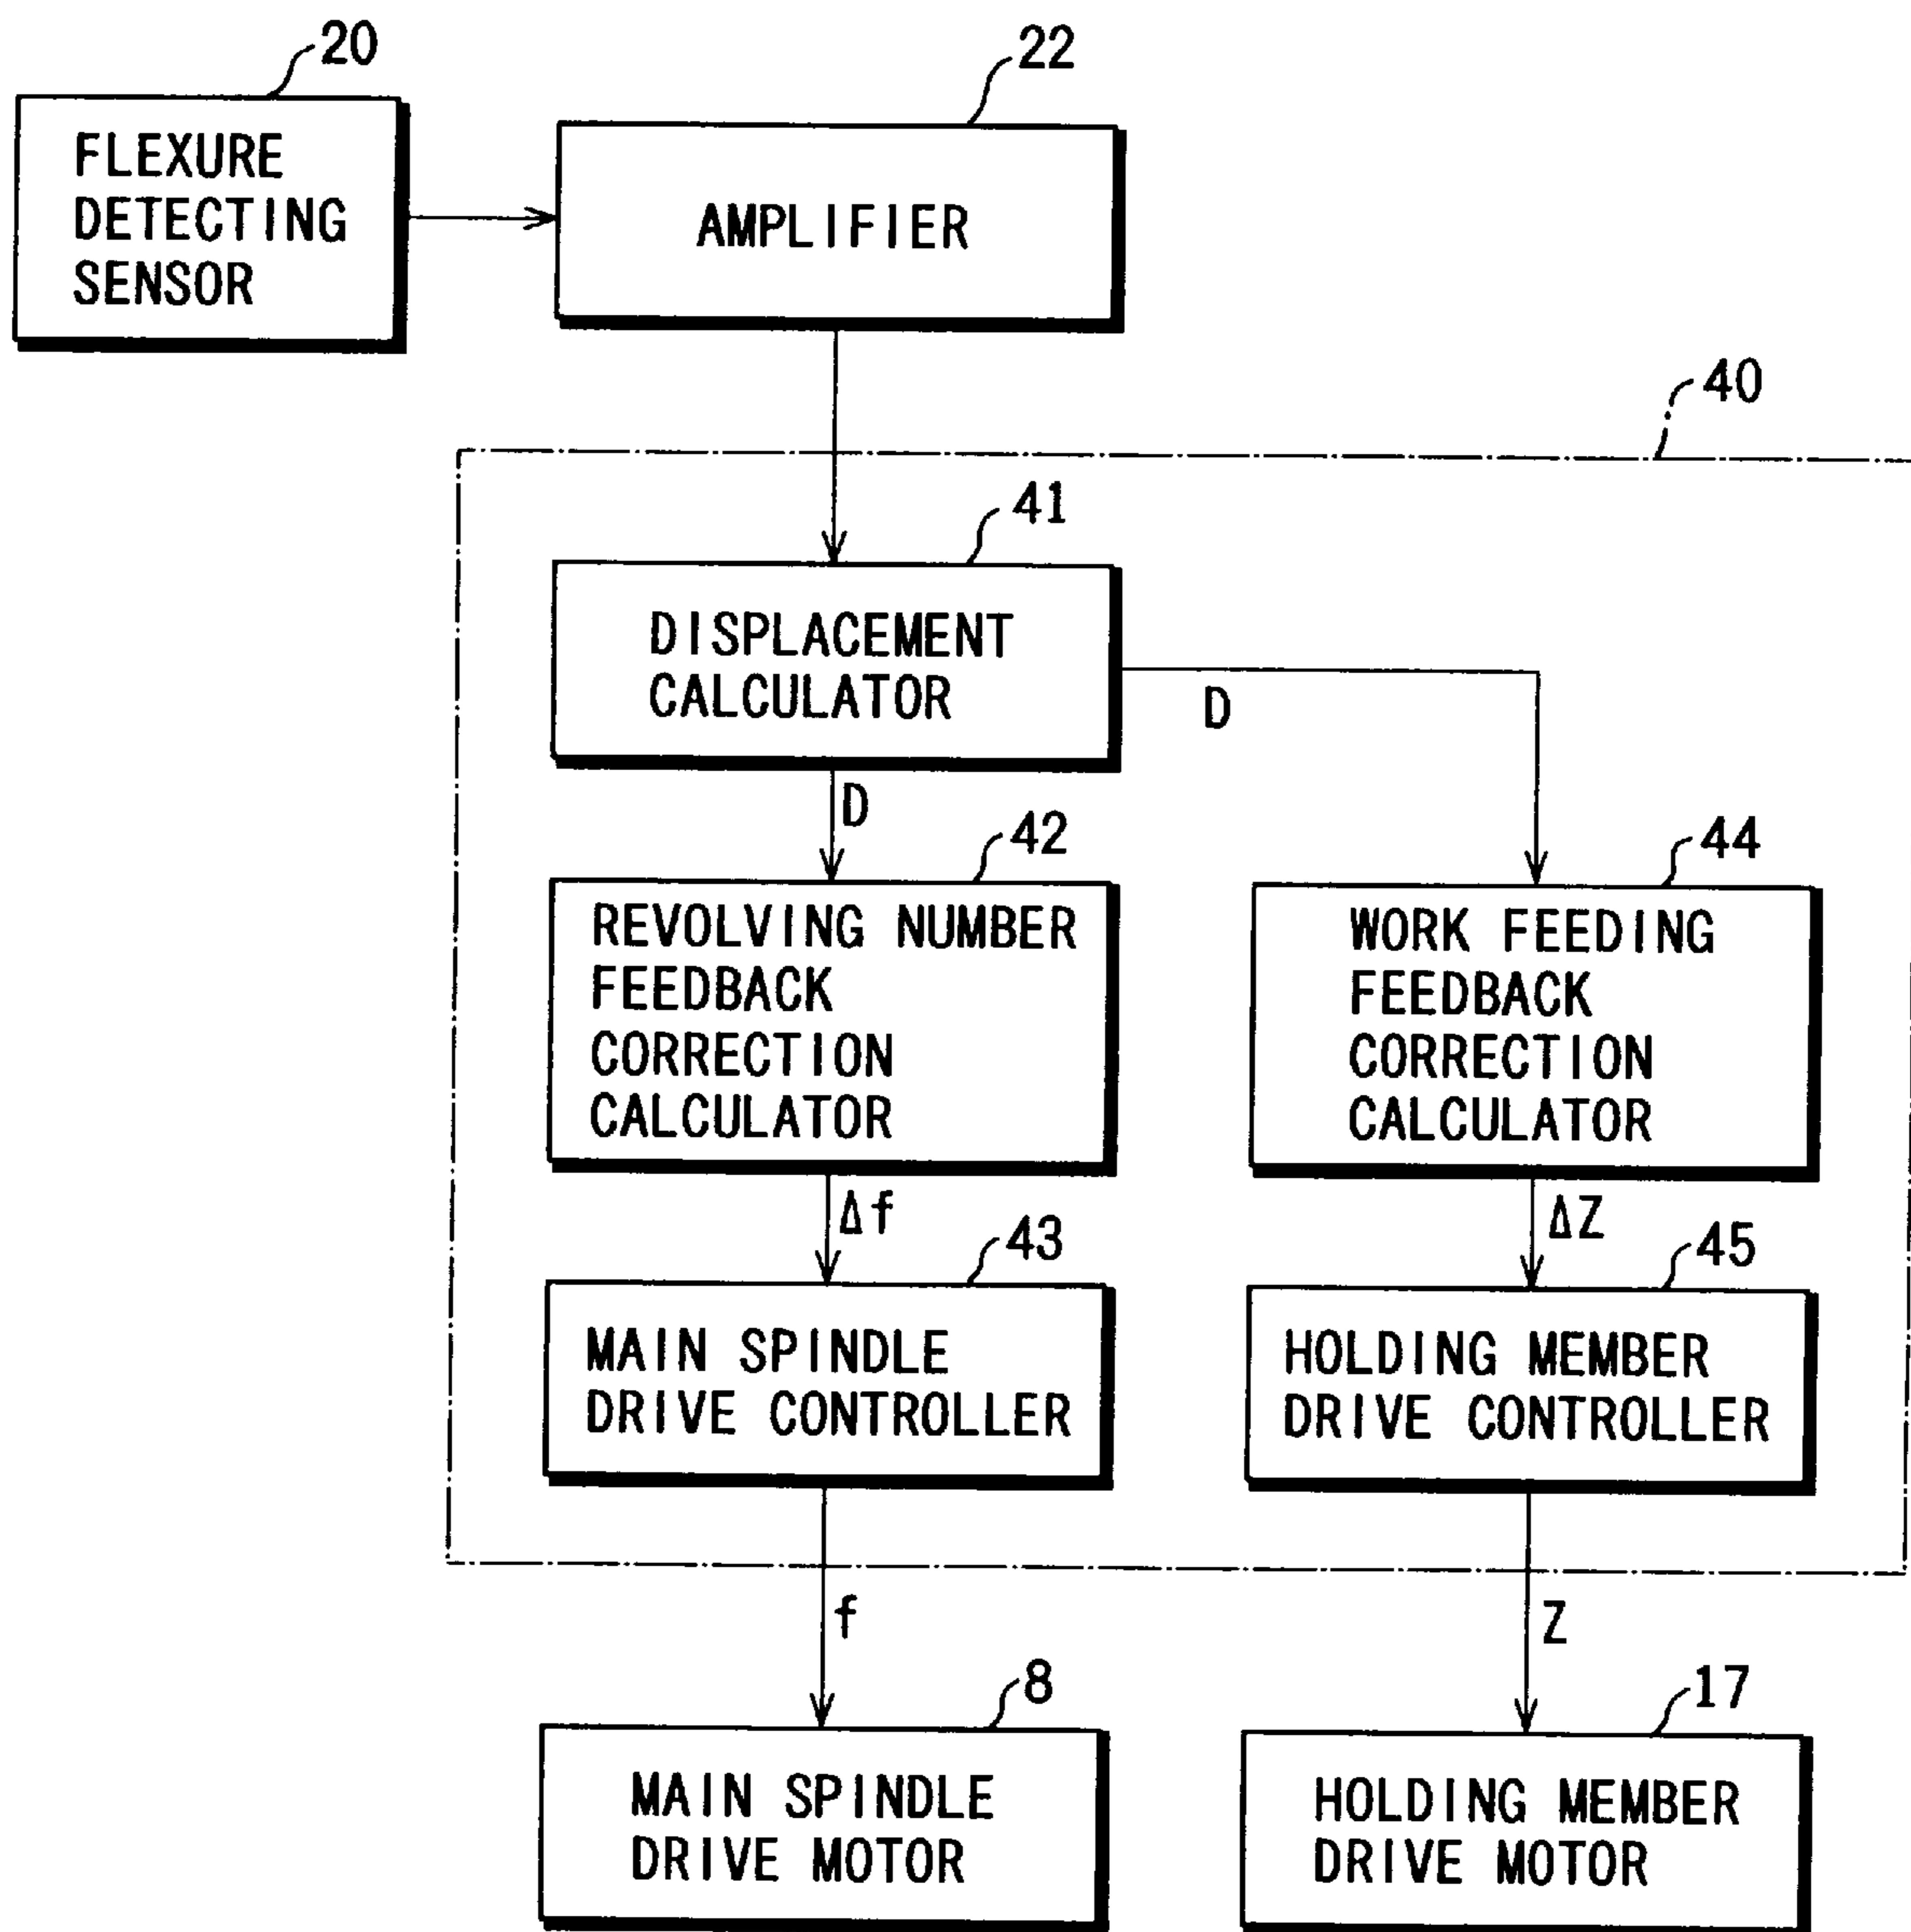 20
FLEXURE
DETECTING
SENSOR
22
AMPLIFIER
40
41
DISPLACEMENT
CALCULATOR
D
D
42
REVOLVING NUMBER
FEEDBACK
CORRECTION
CALCULATOR
44
WORK FEEDING
FEEDBACK
CORRECTION
CALCULATOR
Δf
ΔZ
43
MAIN SPINDLE
DRIVE CONTROLLER
45
HOLDING MEMBER
DRIVE CONTROLLER
f
Z
8
MAIN SPINDLE
DRIVE MOTOR
17
HOLDING MEMBER
DRIVE MOTOR